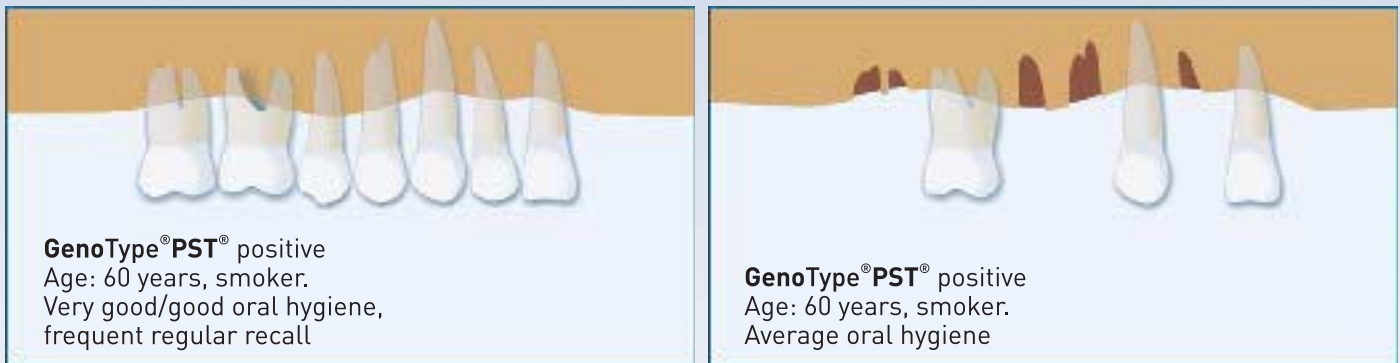 GenoType®PST® positive
Age: 60 years, smoker.
Very good/good oral hygiene,
frequent regular recall
GenoType®PST® positive
Age: 60 years, smoker.
Average oral hygiene